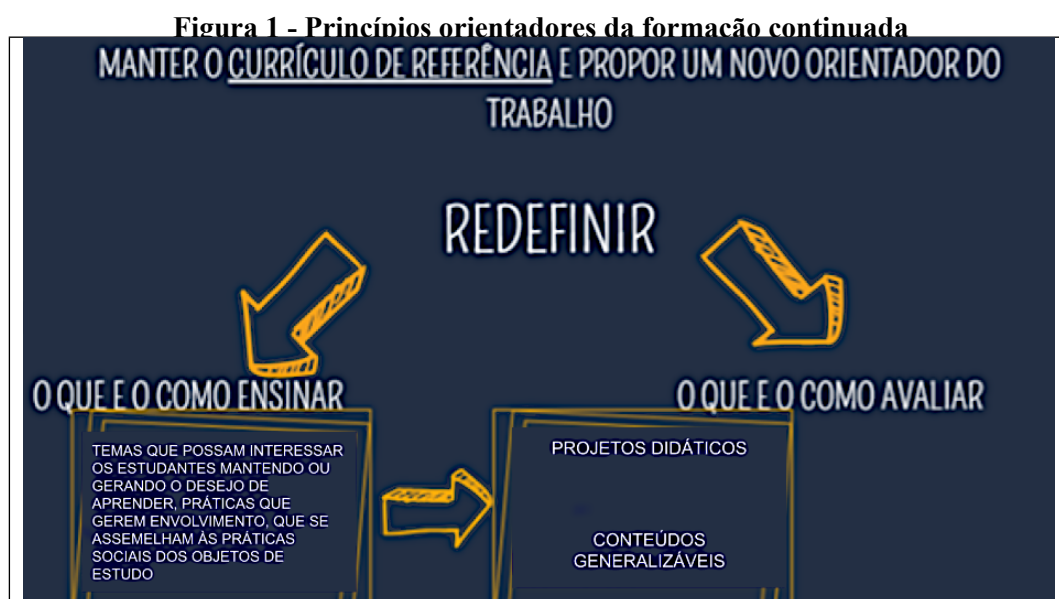 Figura 1 - Princípios orientadores da formação continuada
MANTER O CURRÍCULO DE REFERÊNCIA E PROPOR UM NOVO ORIENTADOR DO
TRABALHO
REDEFINIR
O QUE E O COMO ENSINAR
O QUE E O COMO AVALIAR
TEMAS QUE POSSAM INTERESSAR
OS ESTUDANTES MANTENDO OU
GERANDO O DESEJO DE
APRENDER, PRÁTICAS QUE
GEREM ENVOLVIMENTO, QUE SE
ASSEMELHAM ÀS PRÁTICAS
SOCIAIS DOS OBJETOS DE
ESTUDO
PROJETOS DIDÁTICOS
CONTEÚDOS
GENERALIZÁVEIS